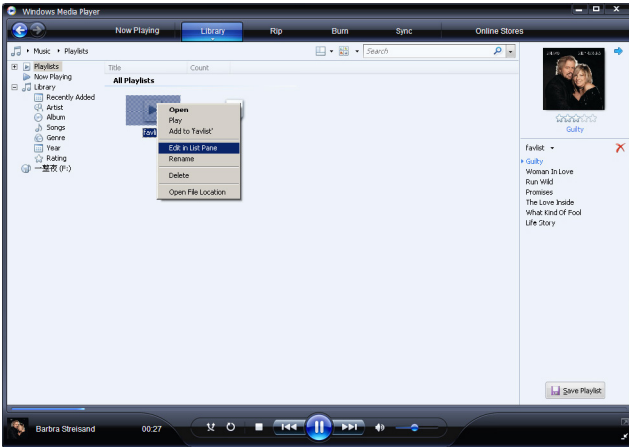 Windows Media Player
Now Playing
Library
Rip
Burn
Sync
Online Stores
Music
Playlists
Search
Playlists
Now Playing
Library
Recently Added
Artist
Album
Songs
Genre
Year
Rating
一整夜 (F:)
Title
Count
All Playlists
Open
Play
Add to 'favlist'
Edit in List Pane
Rename
Delete
Open File Location
Guilty
favlist
Guilty
Woman In Love
Run Wild
Promises
The Love Inside
What Kind Of Fool
Life Story
Save Playlist
Barbra Streisand
00:27